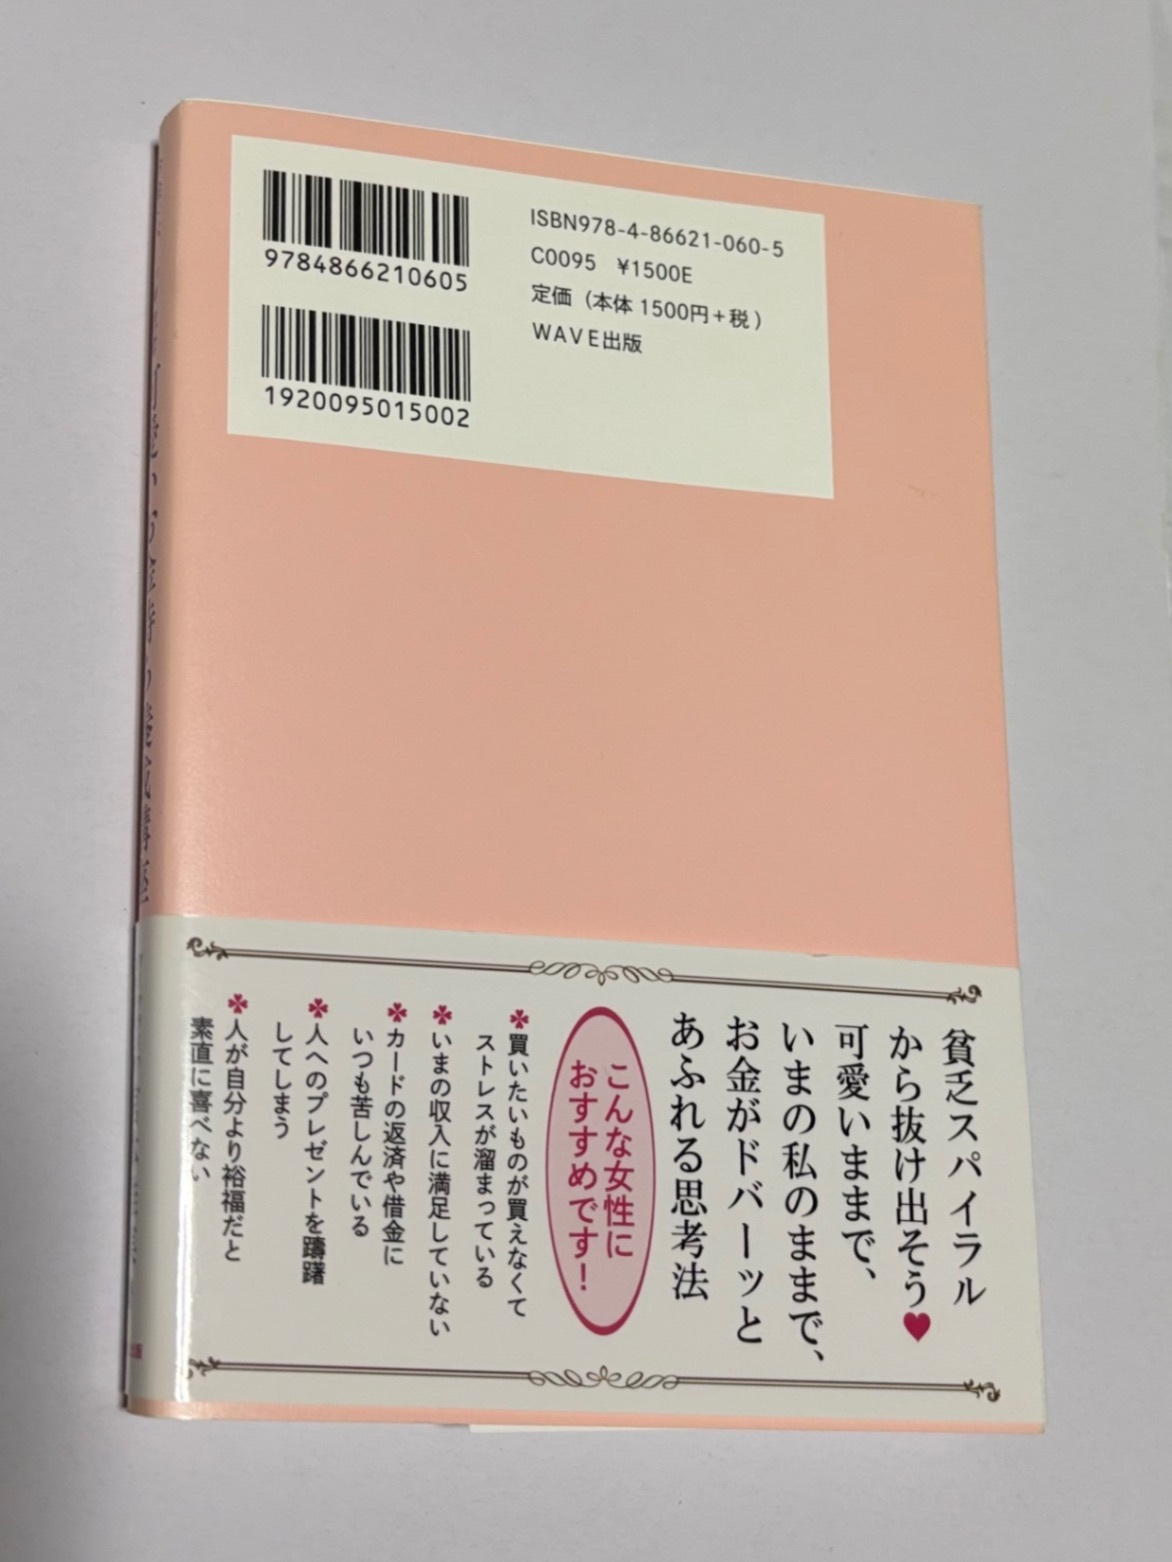 9784866210605
1920095015002
ISBN978-4-86621-060-5
C0095 ¥1500E
定価（本体 1500円＋税）
WAVE出版
貧乏スパイラル
から抜け出そう♥
可愛いままで、
いまの私のままで、
お金がドバーッと
あふれる思考法
こんな女性に
おすすめです！
買いたいものが買えなくて
ストレスが溜まっている
いまの収入に満足していない
カードの返済や借金に
いつも苦しんでいる
人へのプレゼントを躊躇
してしまう
人が自分より裕福だと
素直に喜べない